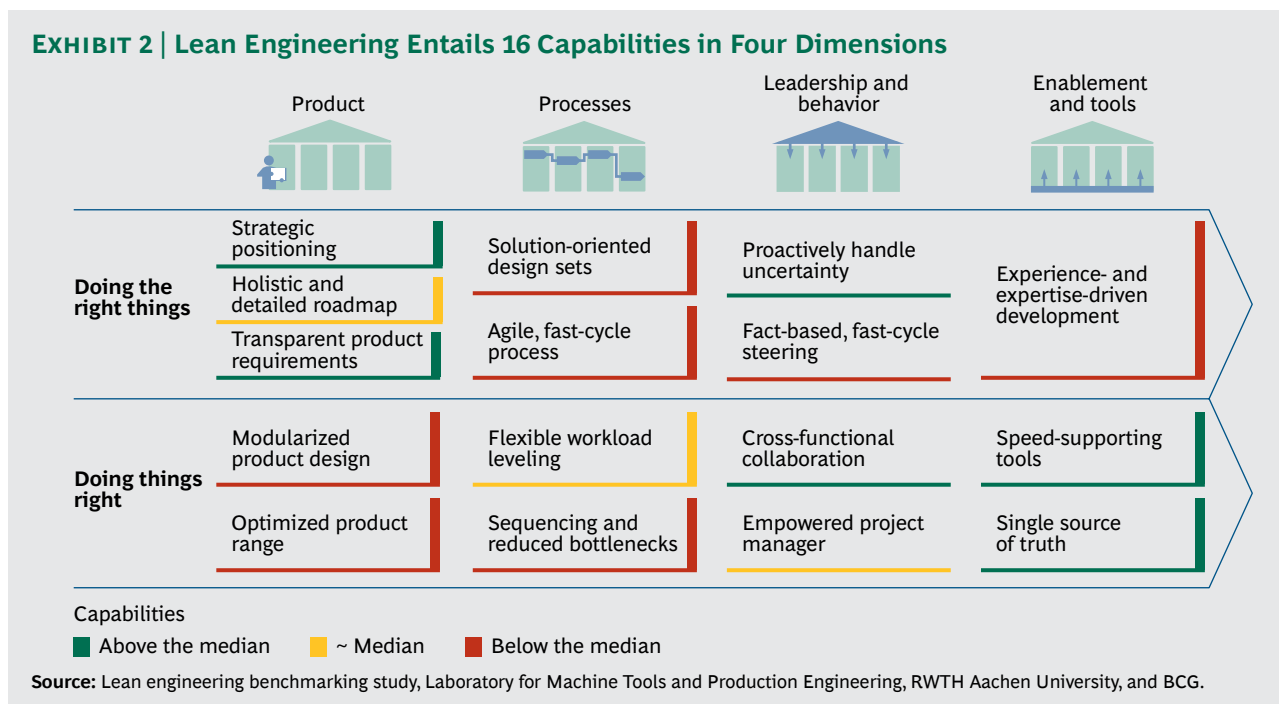 EXHIBIT 2 | Lean Engineering Entails 16 Capabilities in Four Dimensions
Product
Processes
Leadership and
behavior
Enablement
and tools
Doing the
right things
Strategic
positioning
Holistic and
detailed roadmap
Transparent product
requirements
Solution-oriented
design sets
Agile, fast-cycle
process
Proactively handle
uncertainty
Fact-based, fast-cycle
steering
Experience- and
expertise-driven
development
Doing things
right
Modularized
product design
Optimized product
range
Flexible workload
leveling
Sequencing and
reduced bottlenecks
Cross-functional
collaboration
Empowered project
manager
Speed-supporting
tools
Single source
of truth
Capabilities
Above the median
~ Median
Below the median
Source: Lean engineering benchmarking study, Laboratory for Machine Tools and Production Engineering, RWTH Aachen University, and BCG.